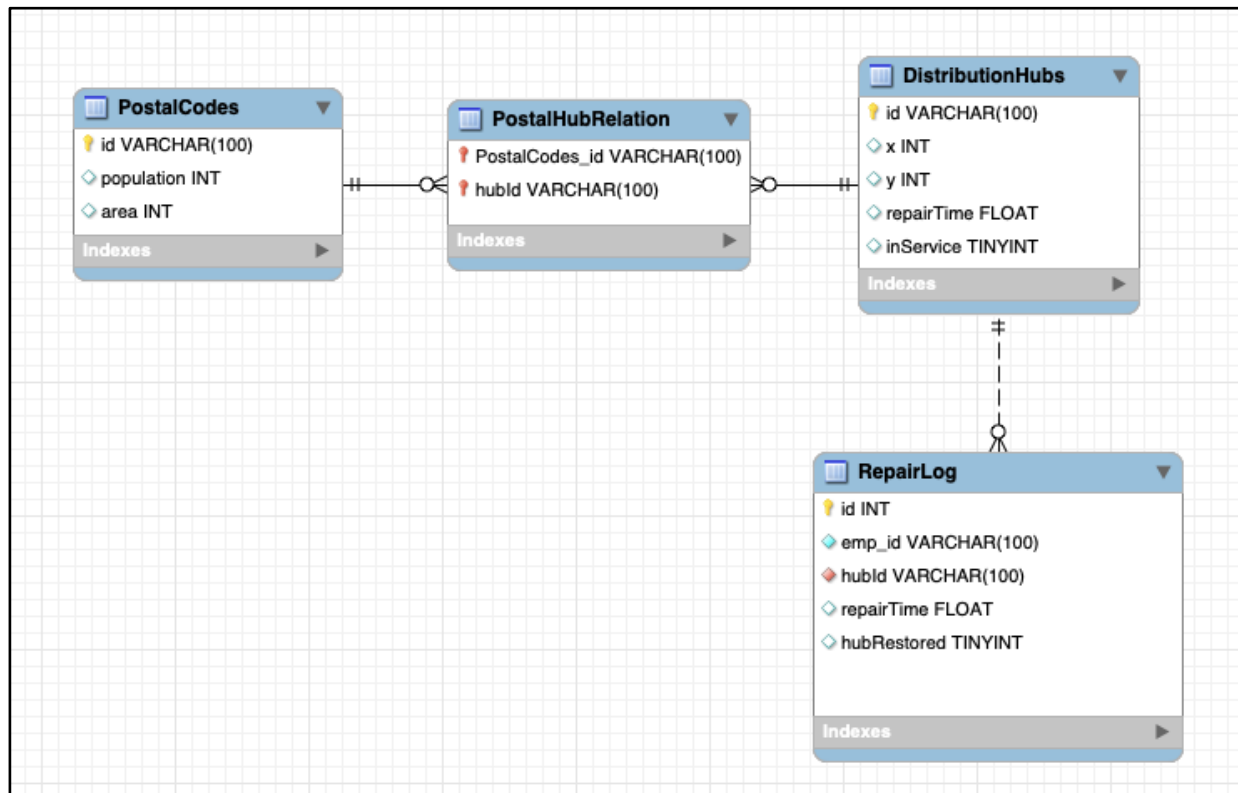 PostalCodes
id VARCHAR(100)
population INT
area INT
Indexes
PostalHubRelation
PostalCodes_id VARCHAR(100)
hubId VARCHAR(100)
Indexes
DistributionHubs
id VARCHAR(100)
x INT
y INT
repairTime FLOAT
inService TINYINT
Indexes
RepairLog
id INT
emp_id VARCHAR(100)
hubId VARCHAR(100)
repairTime FLOAT
hubRestored TINYINT
Indexes